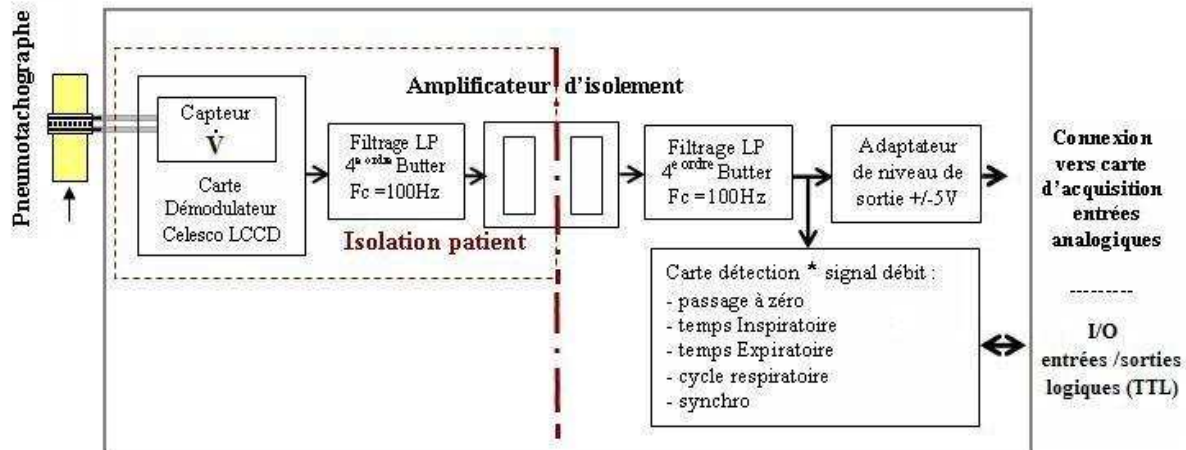 Pneumotachographe
Capteur
V̇
Carte
Démodulateur
Celesco LCCD
Filtrage LP
4e ordre Butter
Fc =100Hz
Amplificateur d'isolement
Isolation patient
Filtrage LP
4e ordre Butter
Fc =100Hz
Adaptateur
de niveau de
sortie +/-5V
Carte détection * signal débit :
- passage à zéro
- temps Inspiratoire
- temps Expiratoire
- cycle respiratoire
- synchro
Connexion
vers carte
d'acquisition
entrées
analogiques
---------
I/O
entrées /sorties
logiques (TTL)